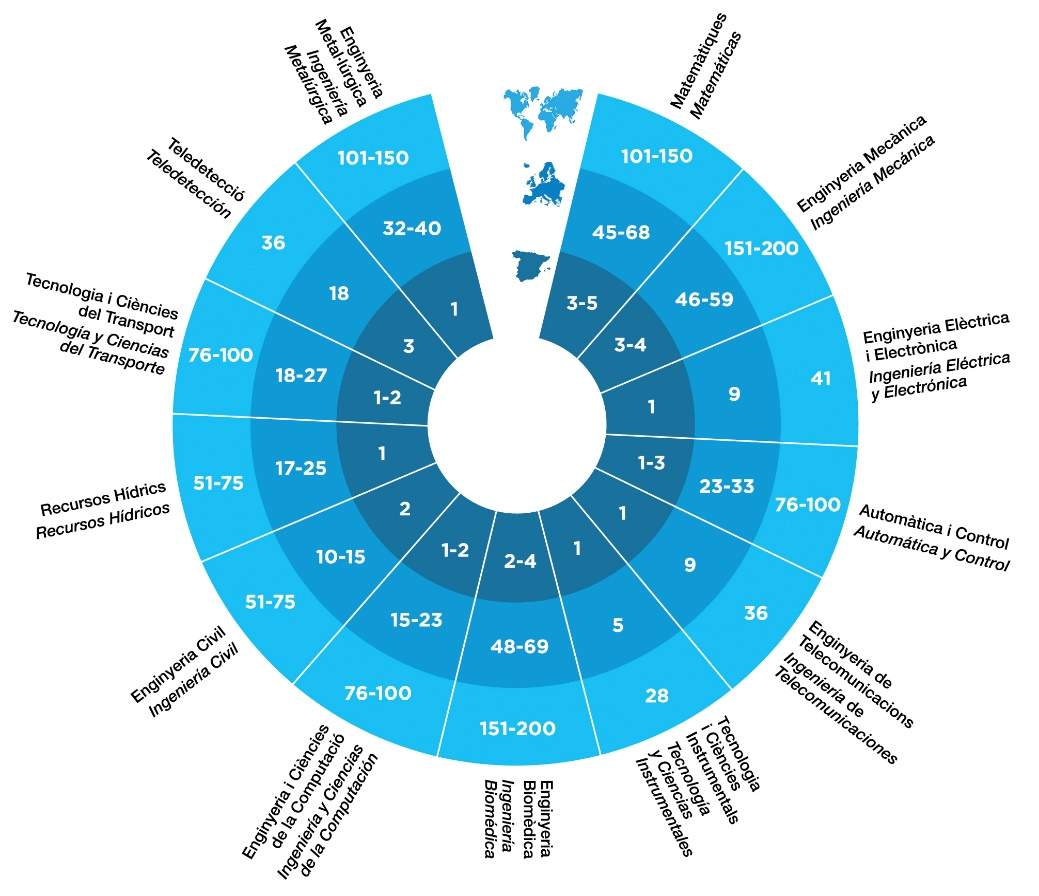 Matemàtiques
Matemáticas
101-150
45-68
3-5
Enginyeria Mecànica
Ingeniería Mecánica
151-200
46-59
3-4
Enginyeria Elèctrica
i Electrònica
Ingeniería Eléctrica
y Electrónica
41
9
1
Automàtica i Control
Automática y Control
76-100
23-33
1-3
Enginyeria de
Telecomunicacions
Ingeniería de
Telecomunicaciones
36
9
1
Tecnologia
i Ciències
Instrumentals
Tecnología
y Ciencias
Instrumentales
28
5
1
Enginyeria
Biomèdica
Ingeniería
Biomédica
151-200
48-69
2-4
Enginyeria i Ciències
de la Computació
Ingeniería y Ciencias
de la Computación
76-100
15-23
1-2
Enginyeria Civil
Ingeniería Civil
51-75
10-15
2
Recursos Hídrics
Recursos Hídricos
51-75
17-25
1
Tecnologia i Ciències
del Transport
Tecnología y Ciencias
del Transporte
76-100
18-27
1-2
Teledetecció
Teledetección
36
18
3
Enginyeria
Metal·lúrgica
Ingeniería
Metalúrgica
101-150
32-40
1